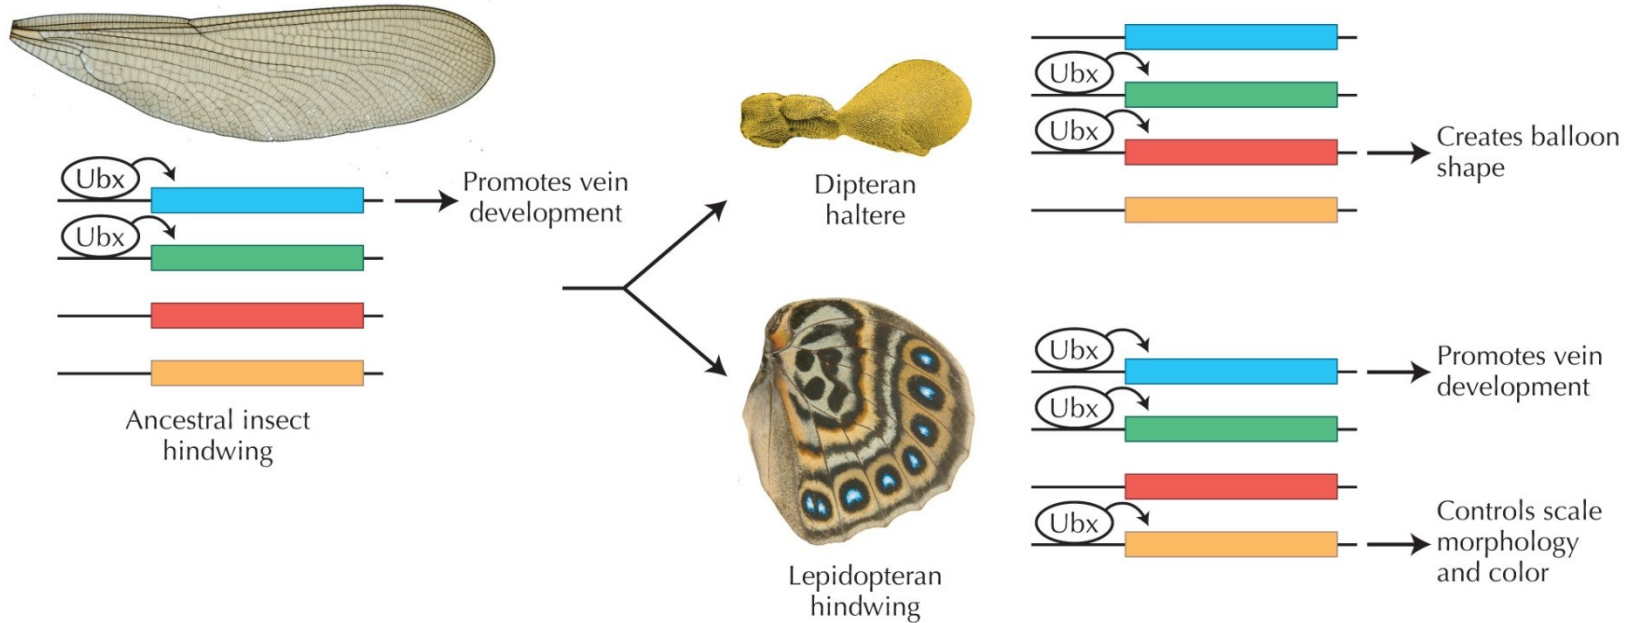 Ubx
Promotes vein
development
Ubx
Ancestral insect
hindwing
Dipteran
haltere
Ubx
Ubx
Creates balloon
shape
Lepidopteran
hindwing
Ubx
Promotes vein
development
Ubx
Ubx
Controls scale
morphology
and color